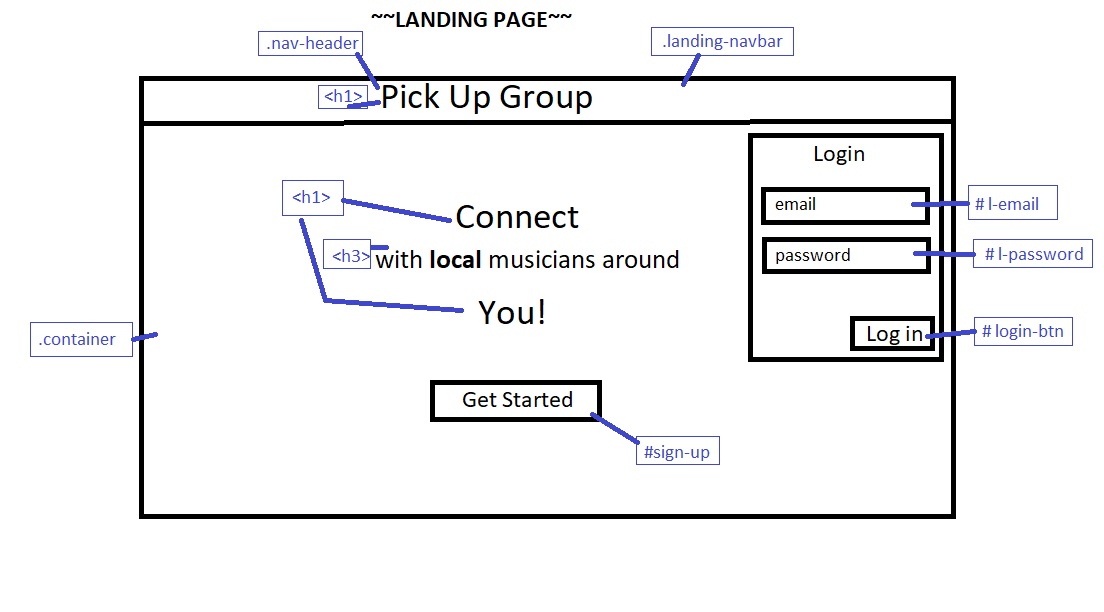 ~~LANDING PAGE~~
.nav-header
.landing-navbar
<h1>
Pick Up Group
Login
<h1>
email
# l-email
Connect
<h3>
with local musicians around
password
# l-password
You!
.container
Log in
# login-btn
Get Started
#sign-up